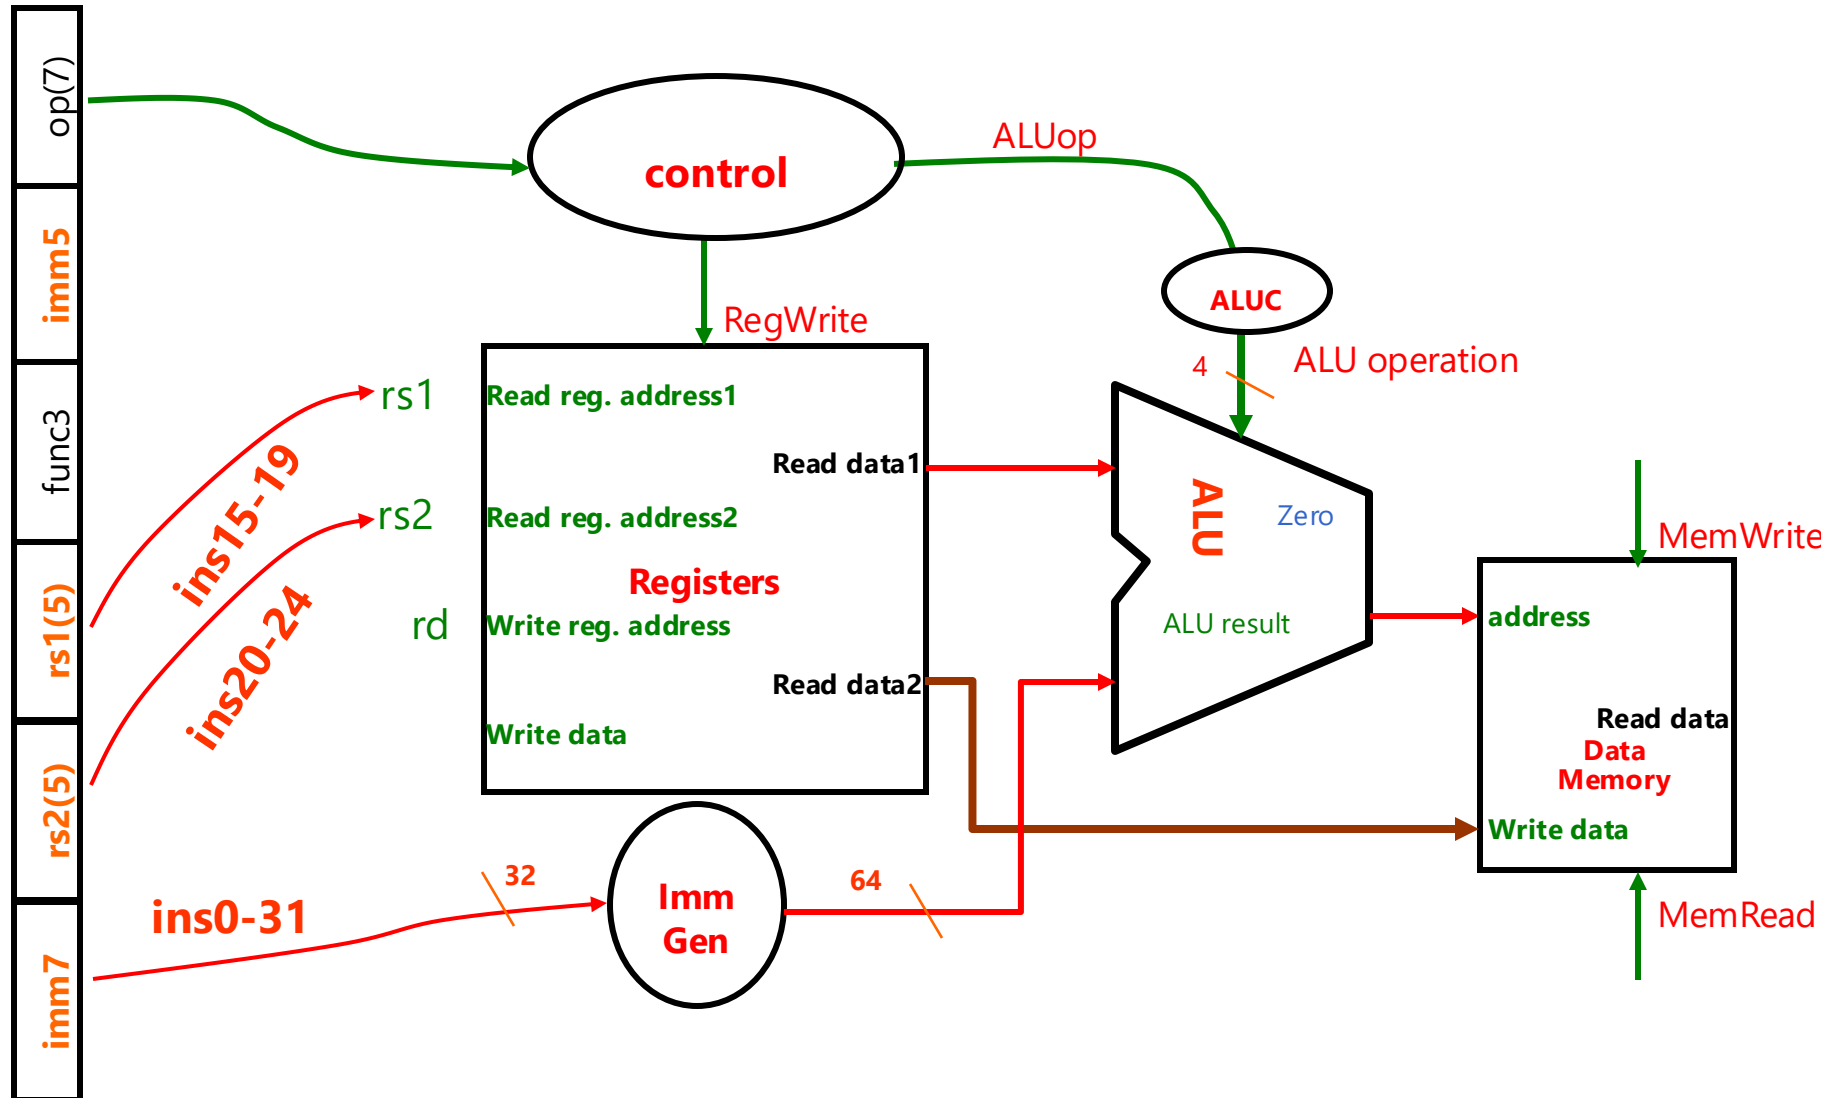 op(7)
imm5
func3
rs1(5)
rs2(5)
imm7
control
ALUop
ALUC
RegWrite
4
ALU operation
ins15-19
ins20-24
ins0-31
rs1
rs2
rd
Read reg. address1
Read data1
Read reg. address2
Registers
Write reg. address
Read data2
Write data
32
Imm
Gen
64
ALU
Zero
ALU result
MemWrite
address
Read data
Data
Memory
Write data
MemRead